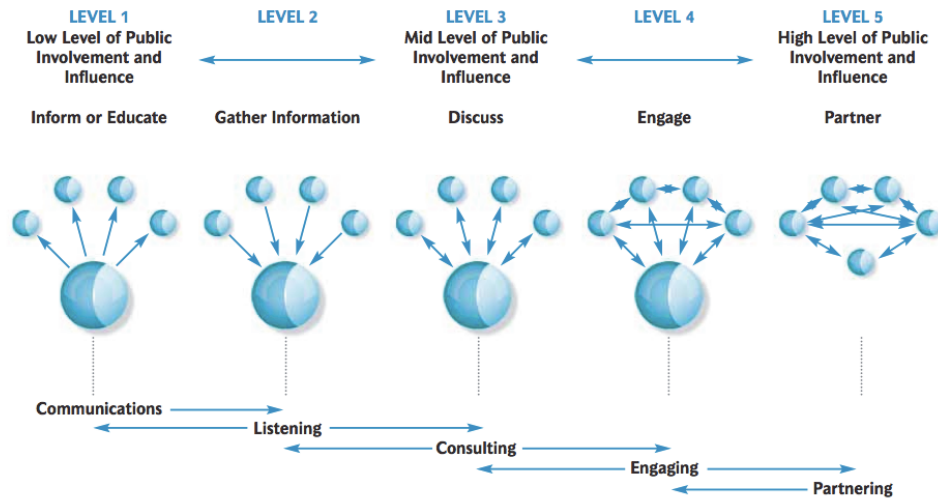 LEVEL 1
Low Level of Public
Involvement and
Influence
Inform or Educate
LEVEL 2
Gather Information
LEVEL 3
Mid Level of Public
Involvement and
Influence
Discuss
LEVEL 4
Engage
LEVEL 5
High Level of Public
Involvement and
Influence
Partner
Communications
Listening
Consulting
Engaging
Partnering